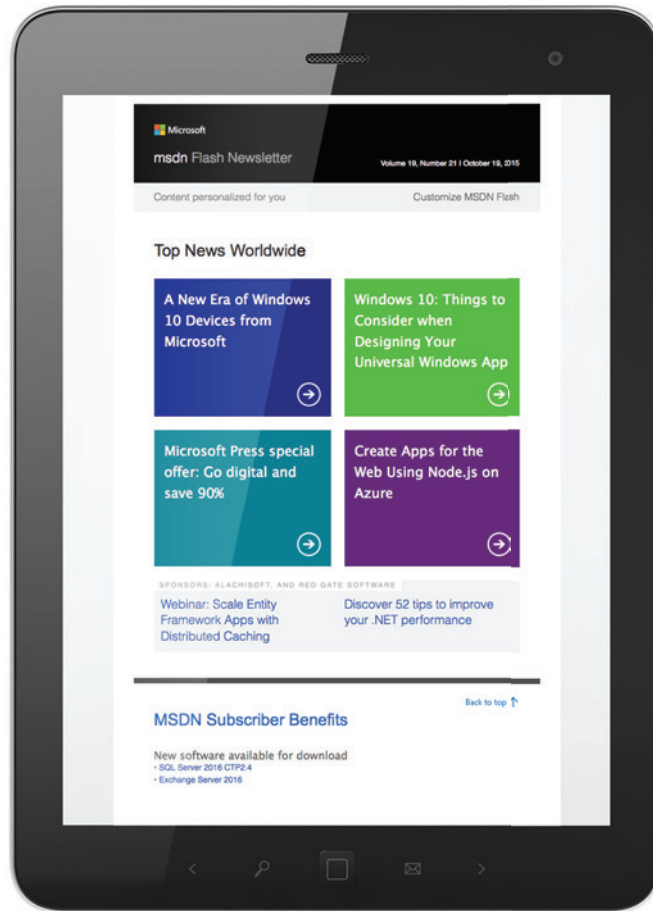 Microsoft
msdn Flash Newsletter
Volume 19, Number 21 I October 19, 2015
Content personalized for you
Customize MSDN Flash
Top News Worldwide
A New Era of Windows
10 Devices from
Microsoft
Windows 10: Things to
Consider when
Designing Your
Universal Windows App
Microsoft Press special
offer: Go digital and
save 90%
Create Apps for the
Web Using Node.js on
Azure
SPONSORS: ALACHISOFT, AND RED GATE SOFTWARE
Webinar: Scale Entity
Framework Apps with
Distributed Caching
Discover 52 tips to improve
your .NET performance
Back to top
MSDN Subscriber Benefits
New software available for download
- SQL Server 2016 CTP2.4
- Exchange Server 2016